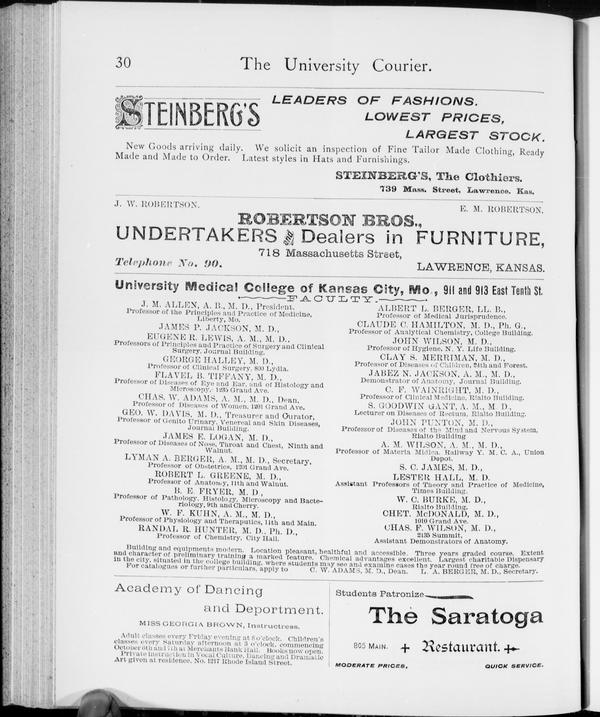 30
The University Courier.
STEINBERG'S
LEADERS OF FASHIONS.
LOWEST PRICES,
LARGEST STOCK.
New Goods arriving daily. We solicit an inspection of Fine Tailor Made Clothing, Ready
Made and Made to Order. Latest styles in Hats and Furnishings.
STEINBERG'S, The Clothiers.
739 Mass. Street, Lawrence, Kas.
J. W. ROBERTSON.
E. M. ROBERTSON.
ROBERTSON BROS.,
UNDERTAKERS and Dealers in FURNITURE,
718 Massachusetts Street,
Telephone No. 90.
LAWRENCE, KANSAS.
University Medical College of Kansas City, Mo., 911 and 913 East Tenth St.
FACULTY.
J. M. ALLEN, A. B., M. D., President.
Professor of the Principles and Practice of Medicine,
Liberty, Mo.
JAMES P. JACKSON, M. D.,
EUGENE R. LEWIS, A. M., M. D.,
Professors of Principles and Practice of Surgery and Clinical
Surgery, Journal Building.
GEORGE HALLEY, M. D.,
Professor of Clinical Surgery, 800 Lydia.
FLAVEL B. TIFFANY, M. D.,
Professor of Diseases of Eye and Ear, and of Histology and
Microscopy, 1235 Grand Ave.
CHAS. W. ADAMS, A. M., M. D., Dean.
Professor of Diseases of Women, 1201 Grand Ave.
GEO. W. DAVIS, M. D., Treasurer and Curator,
Professor of Genito Urinary, Venereal and Skin Diseases,
Journal Building.
JAMES E. LOGAN, M. D.,
Professor of Diseases of Nose, Throat and Chest, Ninth and
Walnut.
LYMAN A. BERGER, A. M., M. D., Secretary,
Professor of Obstetrics, 1201 Grand Ave.
ROBERT L. GREENE, M. D.,
Professor of Anatomy, 11th and Walnut.
B. E. FRYER, M. D.,
Professor of Pathology, Histology training, Microscopy and Bacte-
riology, 9th and Cherry.
W. F. KUHN, A. M., M. D.,
Professor of Physiology and Theraputics, 11th and Main.
RANDAL R. HUNTER, M. D., Ph. D.,
Professor of Chemistry, City Hall.
ALBERT L. BERGER, LL. B.,
Professor of Medical Jurisprudence.
CLAUDE C. HAMILTON, M. D., Ph. G.,
Professor of Analytical Chemistry, College Building.
JOHN WILSON, M. D.,
Professor of Hygiene, N. Y. Life Building.
CLAY S. MERRIMAN, M. D.,
Professor of Diseases of Children, 24th and Forest.
JABEZ N. JACKSON, A. M., M. D.,
Demonstrator of Anatomy, Journal Building.
C. F. WAINRIGHT, M. D.,
Professor of Clinical Medicine, Rialto Building.
S. GOODWIN GANT, A. M., M. D.,
Lecturer on Diseases of Rectum, Rialto Building.
JOHN PUNTON, M. D.,
Professor of Diseases of the Mind and Nervous System,
Rialto Building
A. M. WILSON, A. M., M. D.,
Professor of Materia Midica, Railway Y. M. C. A., Union
Depot.
S. C. JAMES, M. D.,
LESTER HALL, M. D.
Assistant Professors of Theory and Practice of Medicine,
Times Building.
W. C. BURKE, M. D.,
Rialto Building.
CHET. McDONALD, M. D.,
1010 Grand Ave.
CHAS. F. WILSON, M. D.,
2135 Summit,
Assistant Demonstrators of Anatomy.
Building and equipments modern. Location pleasant, healthful and accessible. Three years graded course. Extent
and character of preliminary training a marked feature. Chemical advantages excellent. Largest charitable Dispensary
in the city, situated in the college building, where students may see and examine cases the year round free of charge.
For catalogues or further particulars, apply to C. W. ADAMS, M. D., Dean. L. A. BERGER, M. D., Secretary.
Academy of Dancing
and Deportment.
MISS GEORGIA BROWN, Instructress.
Adult classes every Friday evening at 8 o'clock. Children's
classes every Saturday afternoon at 3 o'clock, commencing
October 6th and 7th at Merchants Bank Hall. Books now open.
Private instruction in Vocal Culture, Dancing and Dramatic
Art given at residence, No. 1217 Rhode Island Street.
Students Patronize
The Saratoga
805 MAIN. + Restaurant. +
MODERATE PRICES, QUICK SERVICE.